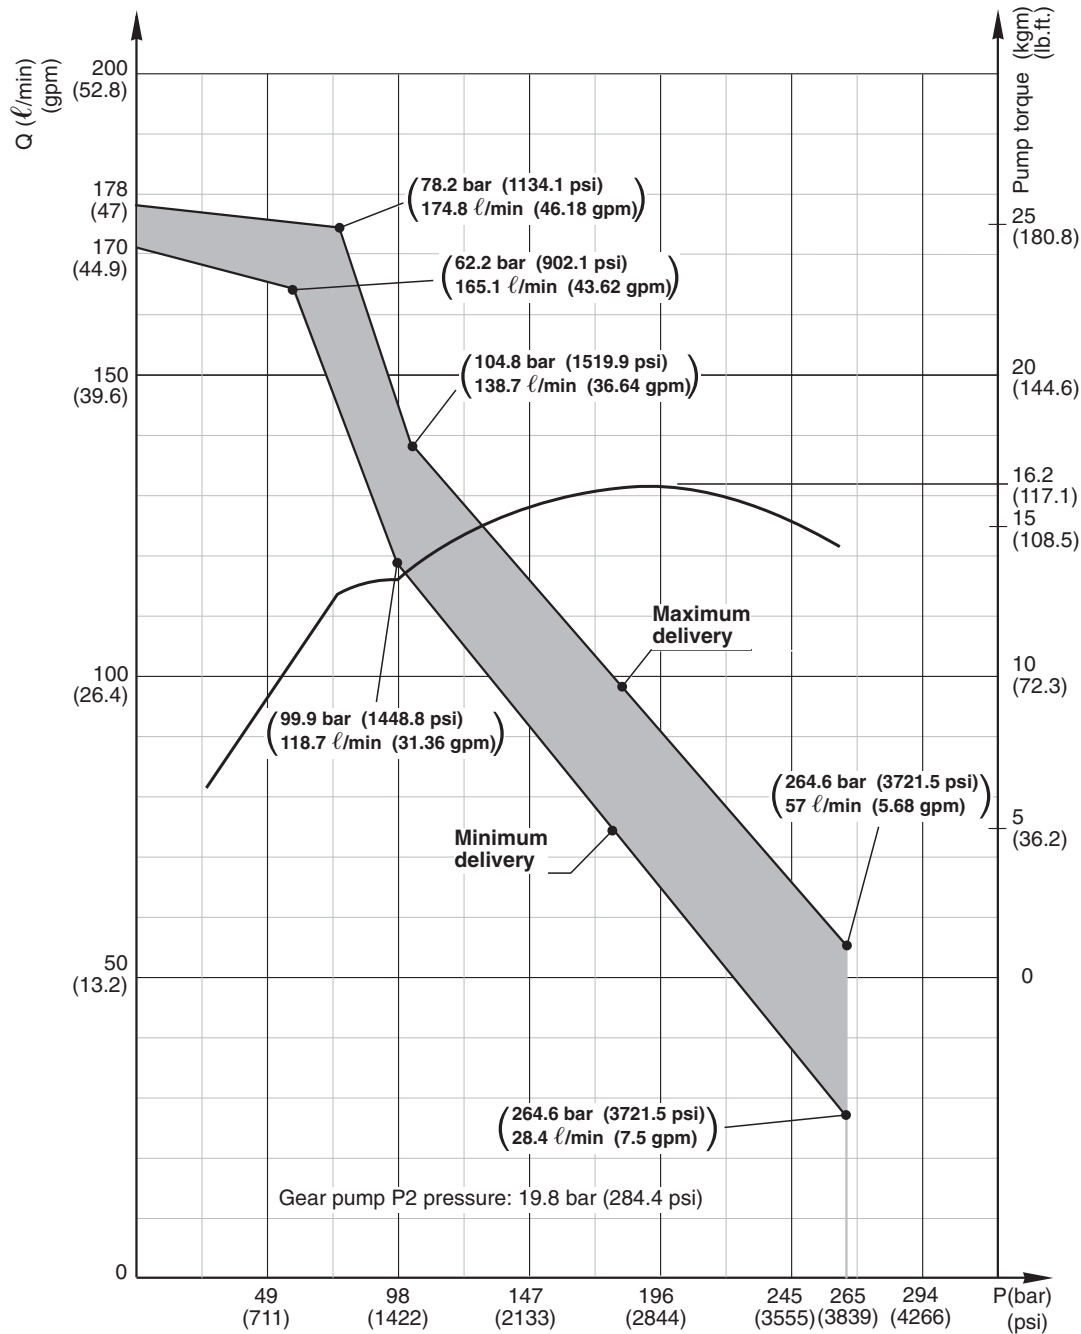 Q (ℓ/min)
(gpm)
Pump torque (kgm)
(lb.ft.)
200
(52.8)
178
(47)
170
(44.9)
150
(39.6)
100
(26.4)
50
(13.2)
0
(78.2 bar (1134.1 psi)
174.8 ℓ/min (46.18 gpm))
(62.2 bar (902.1 psi)
165.1 ℓ/min (43.62 gpm))
(104.8 bar (1519.9 psi)
138.7 ℓ/min (36.64 gpm))
Maximum
delivery
(99.9 bar (1448.8 psi)
118.7 ℓ/min (31.36 gpm))
(264.6 bar (3721.5 psi)
57 ℓ/min (5.68 gpm))
Minimum
delivery
(264.6 bar (3721.5 psi)
28.4 ℓ/min (7.5 gpm))
Gear pump P2 pressure: 19.8 bar (284.4 psi)
25
(180.8)
20
(144.6)
16.2
(117.1)
15
(108.5)
10
(72.3)
5
(36.2)
0
49 98 147 196 245 265 294 P(bar)
(711) (1422) (2133) (2844) (3555) (3839) (4266) (psi)